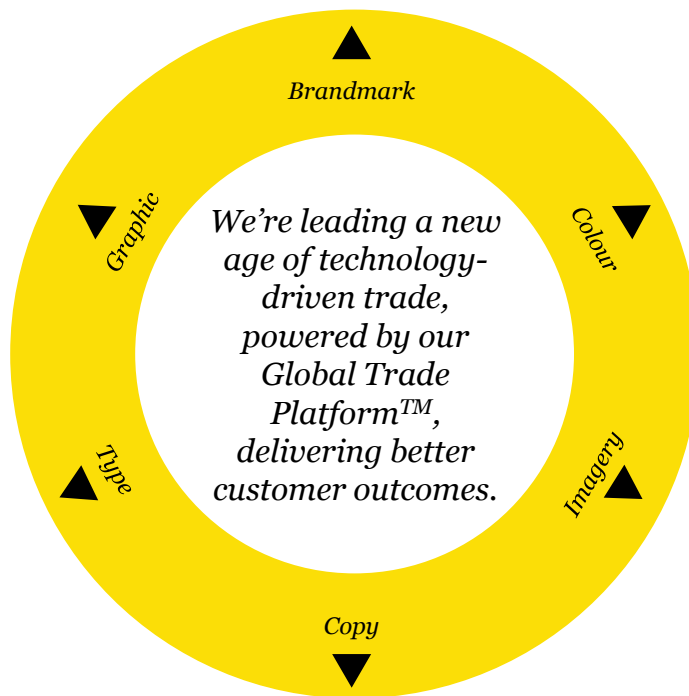 Brandmark
Graphic
Colour
We’re leading a new
age of technology-
driven trade,
powered by our
Global Trade
Platform™,
delivering better
customer outcomes.
Type
Imagery
Copy